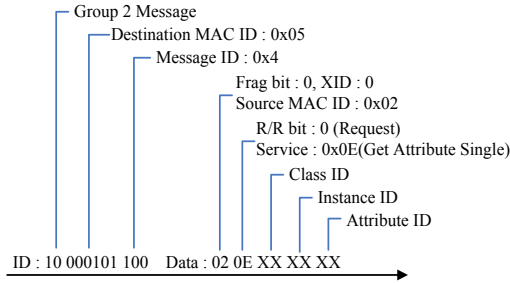 Group 2 Message
Destination MAC ID : 0x05
Message ID : 0x4
Frag bit : 0, XID : 0
Source MAC ID : 0x02
R/R bit : 0 (Request)
Service : 0x0E(Get Attribute Single)
Class ID
Instance ID
Attribute ID
ID : 10 000101 100 Data : 02 0E XX XX XX